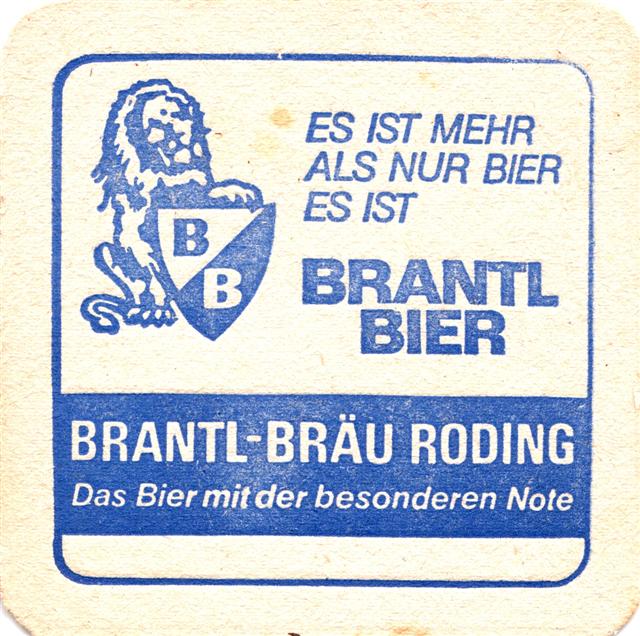 ES IST MEHR
ALS NUR BIER
ES IST
B
B
BRANTL
BIER
BRANTL-BRÄU RODING
Das Bier mit der besonderen Note